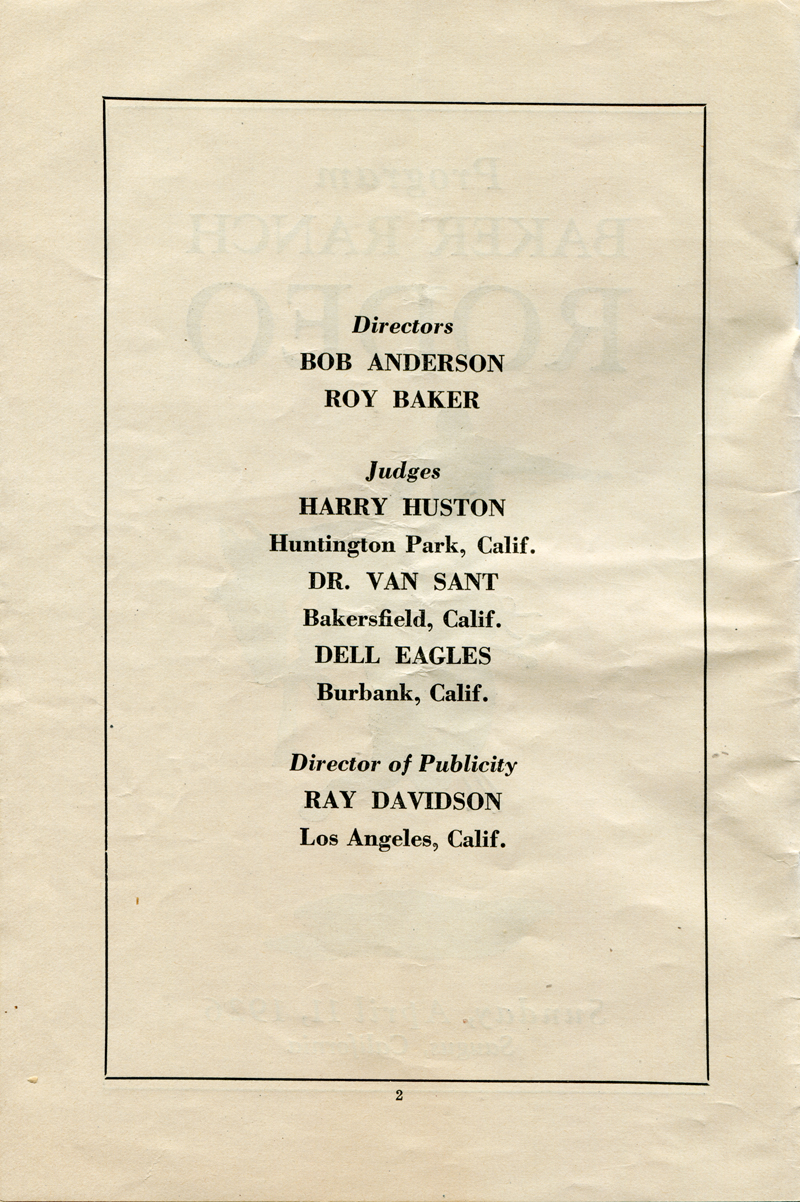 Directors
BOB ANDERSON
ROY BAKER
Judges
HARRY HUSTON
Huntington Park, Calif.
DR. VAN SANT
Bakersfield, Calif.
DELL EAGLES
Burbank, Calif.
Director of Publicity
RAY DAVIDSON
Los Angeles, Calif.
2